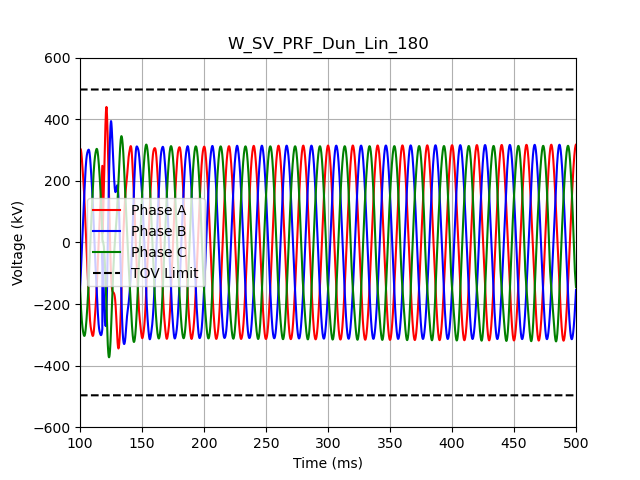 W_SV_PRF_Dun_Lin_180
600
400
200
0
−200
−400
−600
Voltage (kV)
Phase A
Phase B
Phase C
TOV Limit
100 150 200 250 300 350 400 450 500
Time (ms)